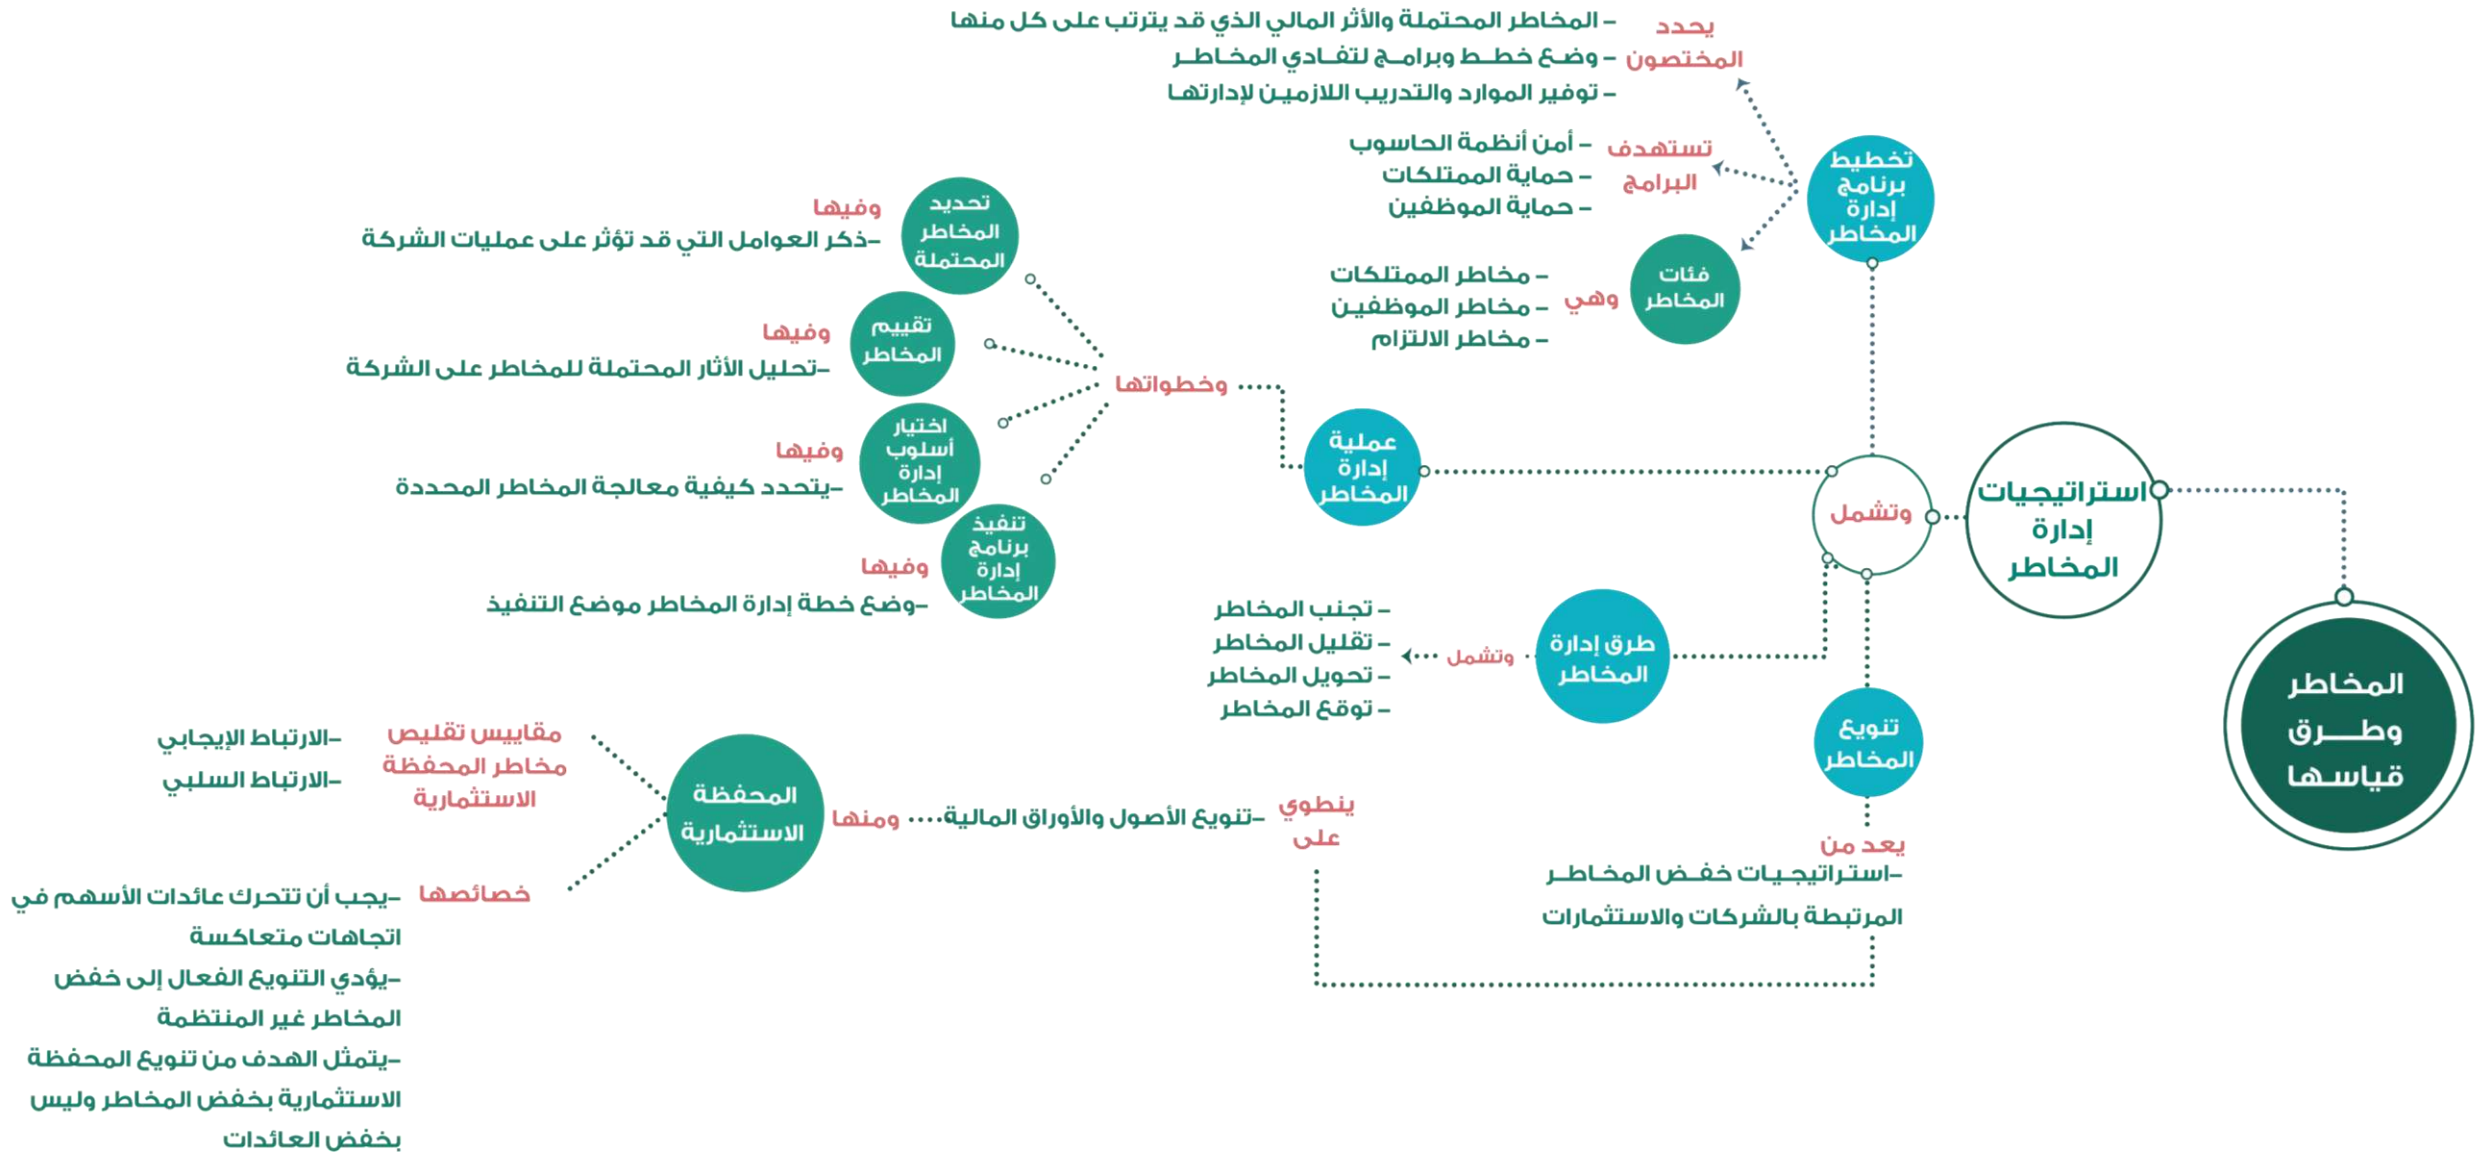 المخاطر
وطرق
قياسها
استراتيجيات
إدارة
المخاطر
وتشمل
تخطيط
برنامج
إدارة
المخاطر
يحدد
المختصون
– المخاطر المحتملة والأثر المالي الذي قد يترتب على كل منها
– وضع خطط وبرامج لتفادي المخاطر
– توفير الموارد والتدريب اللازمين لإدارتها
تستهدف
البرامج
– أمن أنظمة الحاسوب
– حماية الممتلكات
– حماية الموظفين
فئات
المخاطر
وهي
– مخاطر الممتلكات
– مخاطر الموظفين
– مخاطر الالتزام
عملية
إدارة
المخاطر
وخطواتها
تحديد
المخاطر
المحتملة
وفيها
–ذكر العوامل التي قد تؤثر على عمليات الشركة
تقييم
المخاطر
وفيها
–تحليل الأثار المحتملة للمخاطر على الشركة
اختيار
أسلوب
إدارة
المخاطر
وفيها
–يتحدد كيفية معالجة المخاطر المحددة
تنفيذ
برنامج
إدارة
المخاطر
وفيها
–وضع خطة إدارة المخاطر موضع التنفيذ
طرق إدارة
المخاطر
وتشمل
– تجنب المخاطر
– تقليل المخاطر
– تحويل المخاطر
– توقع المخاطر
تنويع
المخاطر
يعد من
–استراتيجيات خفض المخاطر
المرتبطة بالشركات والاستثمارات
ينطوي
على
–تنويع الأصول والأوراق المالية
ومنها
المحفظة
الاستثمارية
مقاييس تقليص
مخاطر المحفظة
الاستثمارية
–الارتباط الإيجابي
–الارتباط السلبي
خصائصها
–يجب أن تتحرك عائدات الأسهم في
اتجاهات متعاكسة
–يؤدي التنويع الفعال إلى خفض
المخاطر غير المنتظمة
–يتمثل الهدف من تنويع المحفظة
الاستثمارية بخفض المخاطر وليس
بخفض العائدات